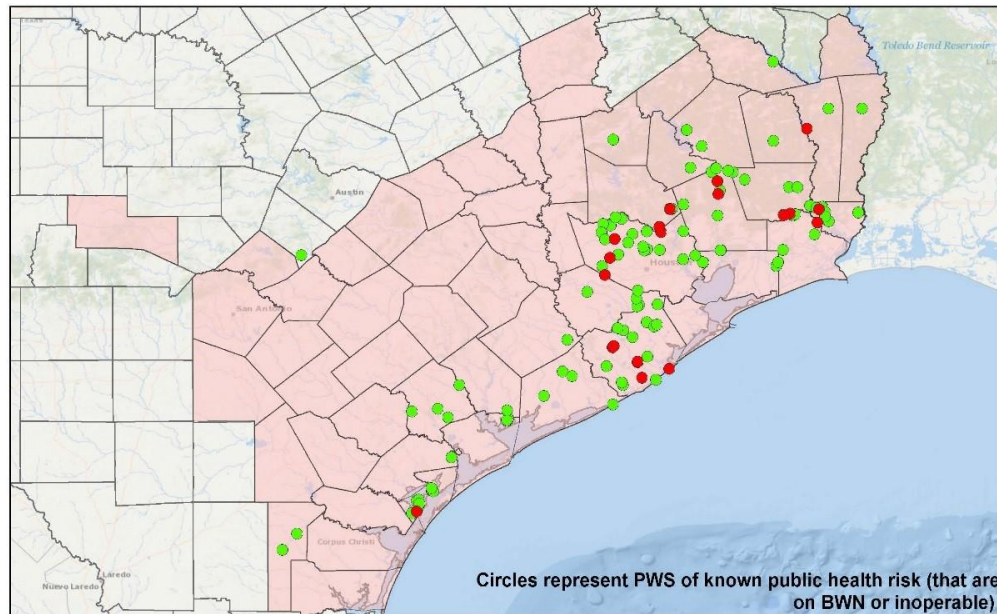 Toledo Bend Reservoir
Austin
Houston
San Antonio
Corpus Christi
Nuevo Laredo
Laredo
Circles represent PWS of known public health risk (that are
on BWN or inoperable)